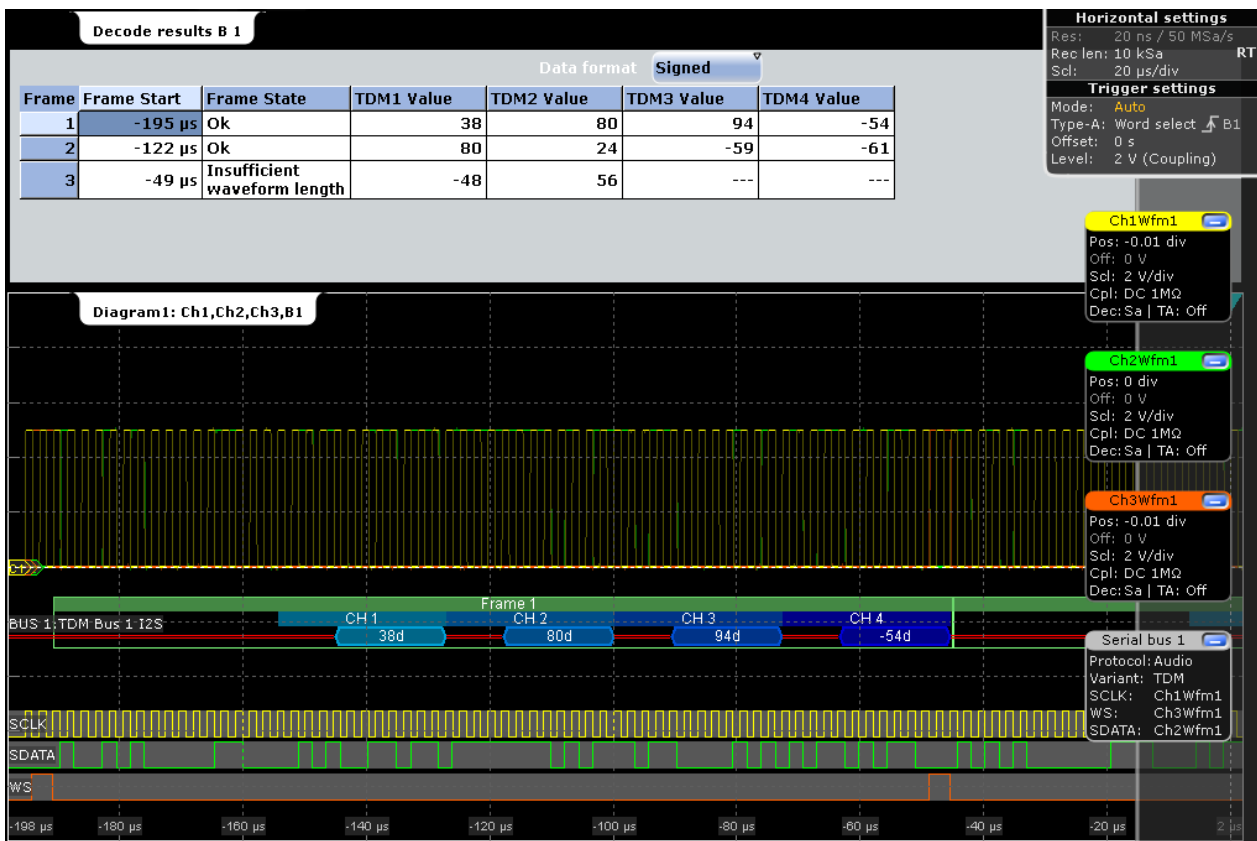 Decode results B 1
Data format Signed
Frame Frame Start Frame State TDM1 Value TDM2 Value TDM3 Value TDM4 Value
1 -195 µs Ok 38 80 94 -54
2 -122 µs Ok 80 24 -59 -61
3 -49 µs Insufficient waveform length -48 56 --- ---
Horizontal settings
Res: 20 ns / 50 MSa/s
Rec len: 10 kSa RT
Scl: 20 µs/div
Trigger settings
Mode: Auto
Type-A: Word select B1
Offset: 0 s
Level: 2 V (Coupling)
Ch1Wfm1
Pos: -0.01 div
Off: 0 V
Scl: 2 V/div
Cpl: DC 1MΩ
Dec: Sa | TA: Off
Diagram1: Ch1,Ch2,Ch3,B1
Ch2Wfm1
Pos: 0 div
Off: 0 V
Scl: 2 V/div
Cpl: DC 1MΩ
Dec: Sa | TA: Off
Ch3Wfm1
Pos: -0.01 div
Off: 0 V
Scl: 2 V/div
Cpl: DC 1MΩ
Dec: Sa | TA: Off
Frame 1
BUS 1:TDM Bus 1 I2S
CH 1 CH 2 CH 3 CH 4
38d 80d 94d -54d
Serial bus 1
Protocol: Audio
Variant: TDM
SCLK: Ch1Wfm1
WS: Ch3Wfm1
SDATA: Ch2Wfm1
SCLK
SDATA
WS
-198 µs -180 µs -160 µs -140 µs -120 µs -100 µs -80 µs -60 µs -40 µs -20 µs 2 µs